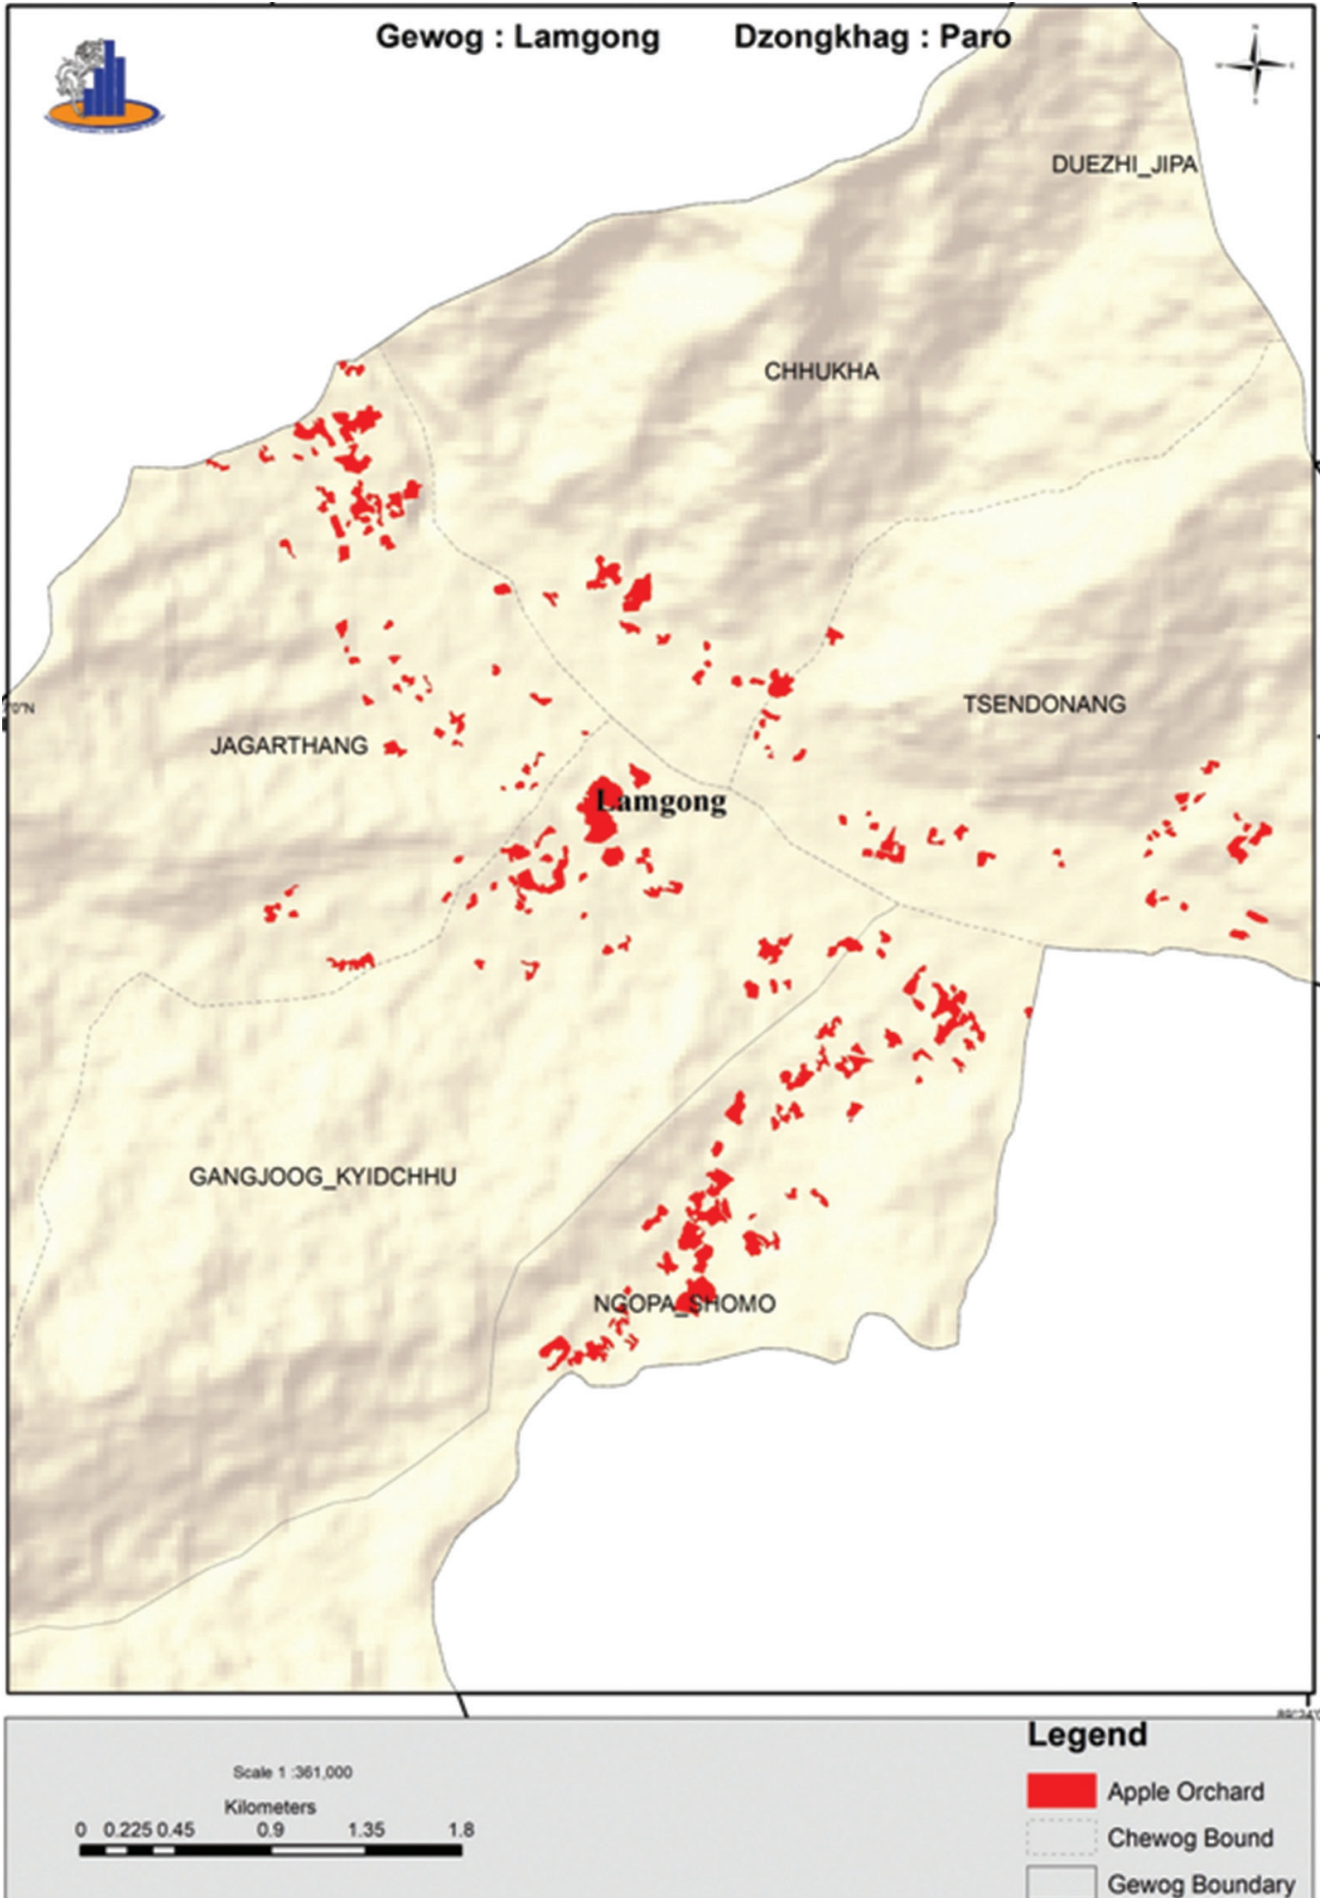 Gewog : Lamgong Dzongkhag : Paro
DUEZHI_JIPA
CHHUKHA
TSENDONANG
JAGARTHANG
Lamgong
GANGJOOG_KYIDCHHU
NGOPA_SHOMO
Legend
Scale 1 :361,000
Kilometers
0 0.225 0.45 0.9 1.35 1.8
Apple Orchard
Chewog Bound
Gewog Boundary